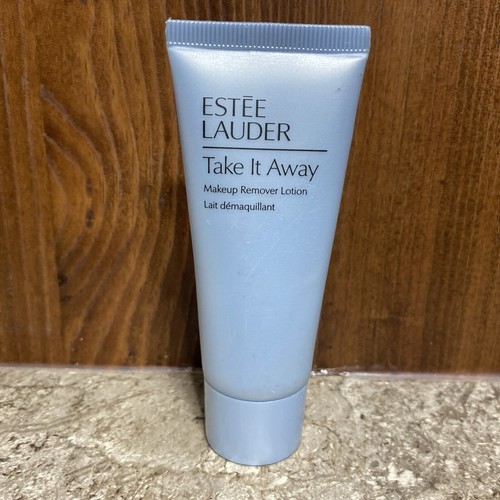 ESTĒE
LAUDER
Take It Away
Makeup Remover Lotion
Lait démaquillant